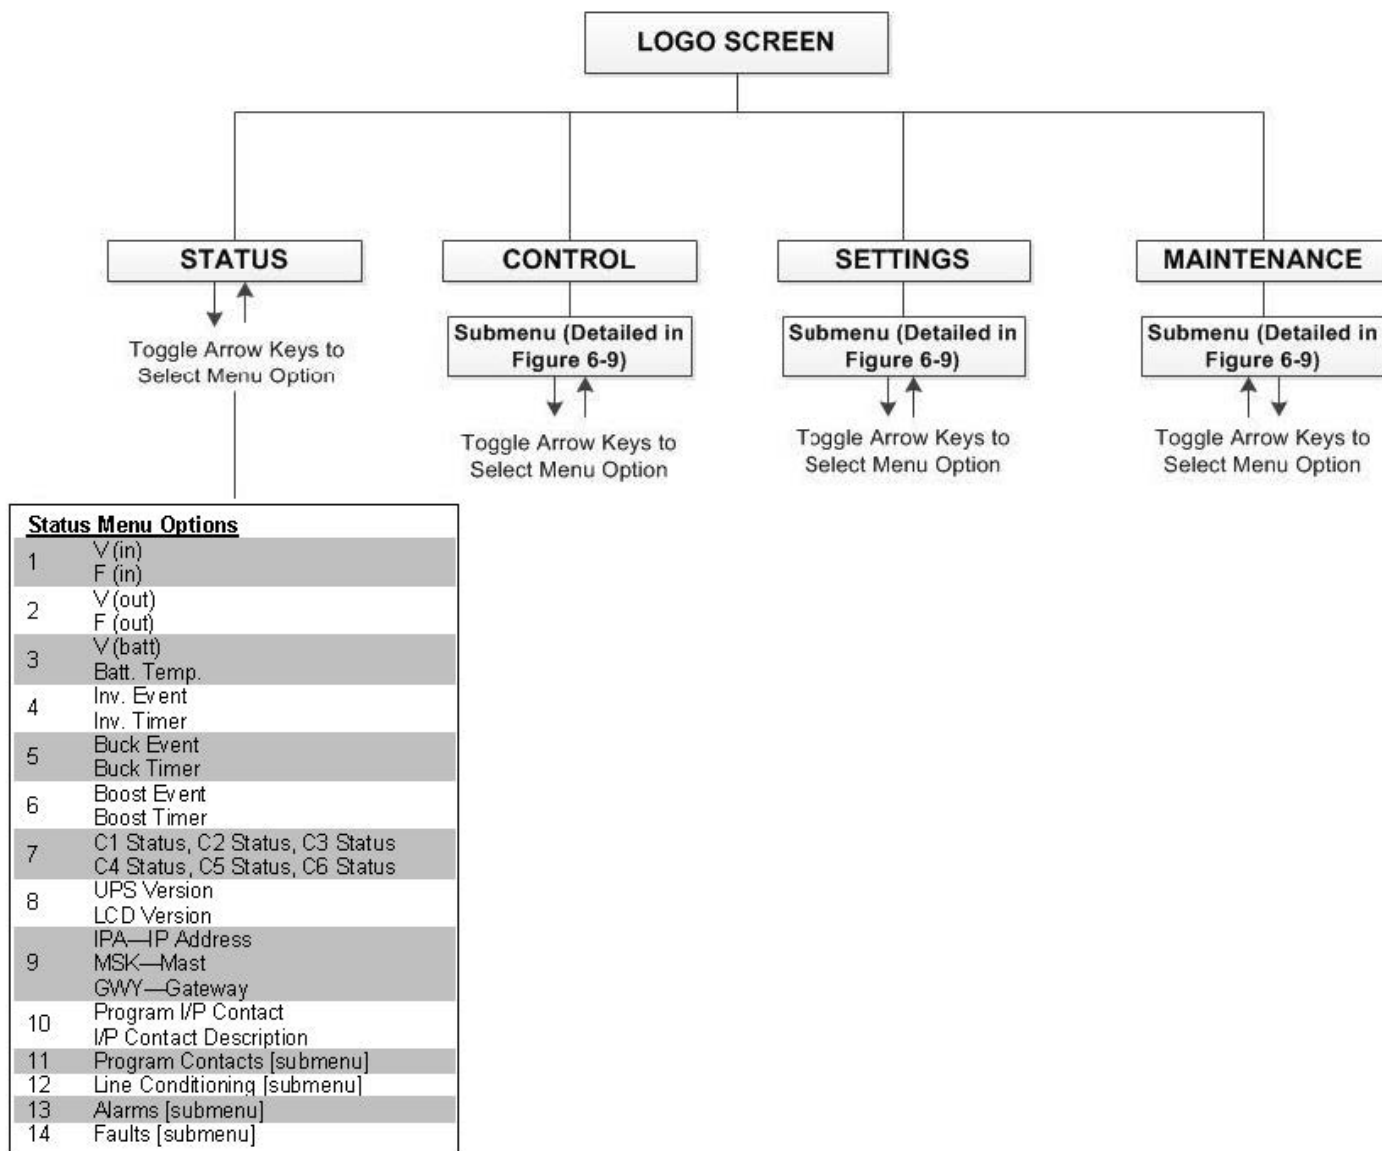 LOGO SCREEN
STATUS
CONTROL
SETTINGS
MAINTENANCE
Toggle Arrow Keys to
Select Menu Option
Submenu (Detailed in
Figure 6-9)
Toggle Arrow Keys to
Select Menu Option
Submenu (Detailed in
Figure 6-9)
Toggle Arrow Keys to
Select Menu Option
Submenu (Detailed in
Figure 6-9)
Toggle Arrow Keys to
Select Menu Option
Status Menu Options
1 V (in)
F (in)
2 V (out)
F (out)
3 V (batt)
Batt. Temp.
4 Inv. Event
Inv. Timer
5 Buck Event
Buck Timer
6 Boost Event
Boost Timer
7 C1 Status, C2 Status, C3 Status
C4 Status, C5 Status, C6 Status
8 UPS Version
LCD Version
9 IPA—IP Address
MSK—Mast
GWY—Gateway
10 Program I/P Contact
I/P Contact Description
11 Program Contacts [submenu]
12 Line Conditioning [submenu]
13 Alarms [submenu]
14 Faults [submenu]